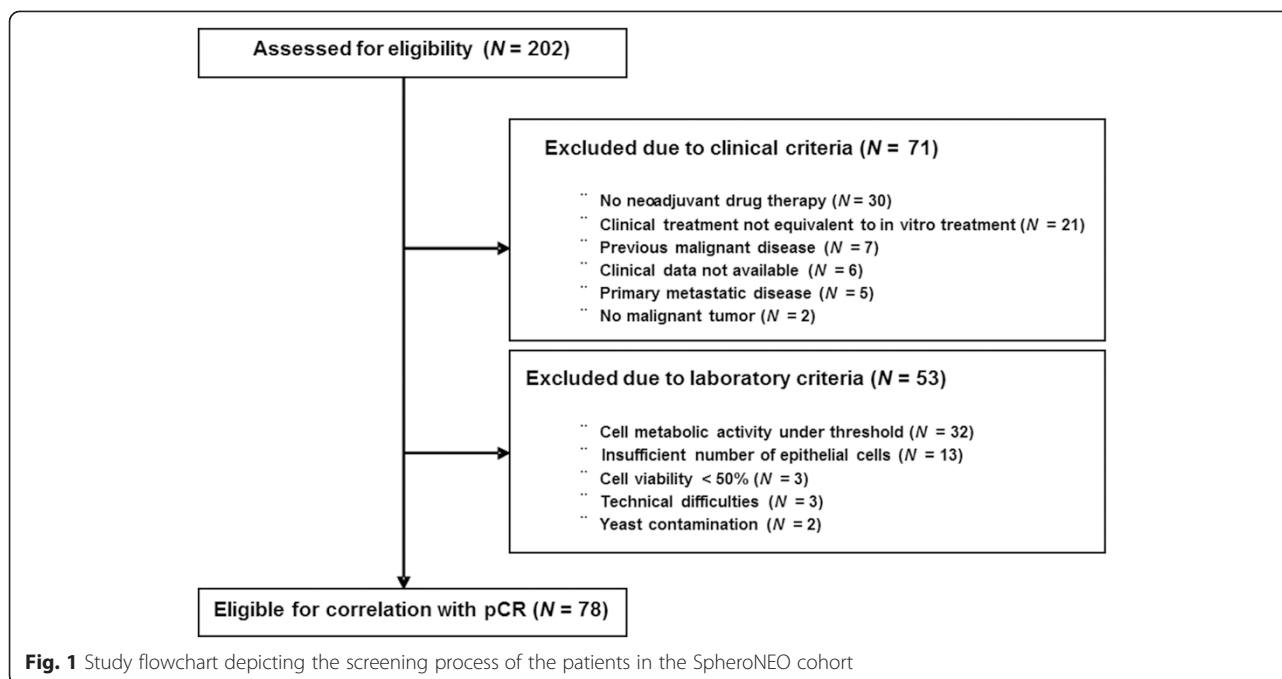 Assessed for eligibility (N = 202)
Excluded due to clinical criteria (N = 71)
¨ No neoadjuvant drug therapy (N = 30)
¨ Clinical treatment not equivalent to in vitro treatment (N = 21)
¨ Previous malignant disease (N = 7)
¨ Clinical data not available (N = 6)
¨ Primary metastatic disease (N = 5)
¨ No malignant tumor (N = 2)
Excluded due to laboratory criteria (N = 53)
¨ Cell metabolic activity under threshold (N = 32)
¨ Insufficient number of epithelial cells (N = 13)
¨ Cell viability < 50% (N = 3)
¨ Technical difficulties (N = 3)
¨ Yeast contamination (N = 2)
Eligible for correlation with pCR (N = 78)
Fig. 1 Study flowchart depicting the screening process of the patients in the SpheroNEO cohort